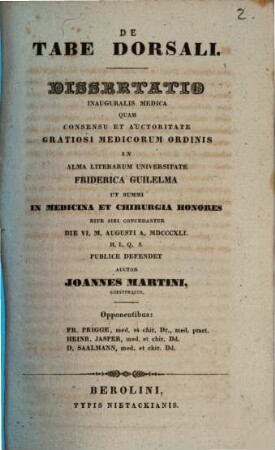 2.
DE
TABE DORSALI.
DISSERTATIO
INAUGURALIS MEDICA
QUAM
CONSENSU ET AUCTORITATE
GRATIOSI MEDICORUM ORDINIS
IN
ALMA LITERARUM UNIVERSITATE
FRIDERICA GUILELMA
UT SUMMI
IN MEDICINA ET CHIRURGIA HONORES
RITE SIBI CONCEDANTUR
DIE VI, M. AUGUSTI A. MDCCCXLI.
H. L. Q. S.
PUBLICE DEFENDET
AUCTOR
JOANNES MARTINI,
Opponentibus:
FR. PRIGGE, med. et chir. Dr., med. pract.
HEINR. JASPER, med. et chir. Dd.
D. SAALMANN, med. et chir. Dd.
BEROLINI,
TYPIS NIETACKIANIS.